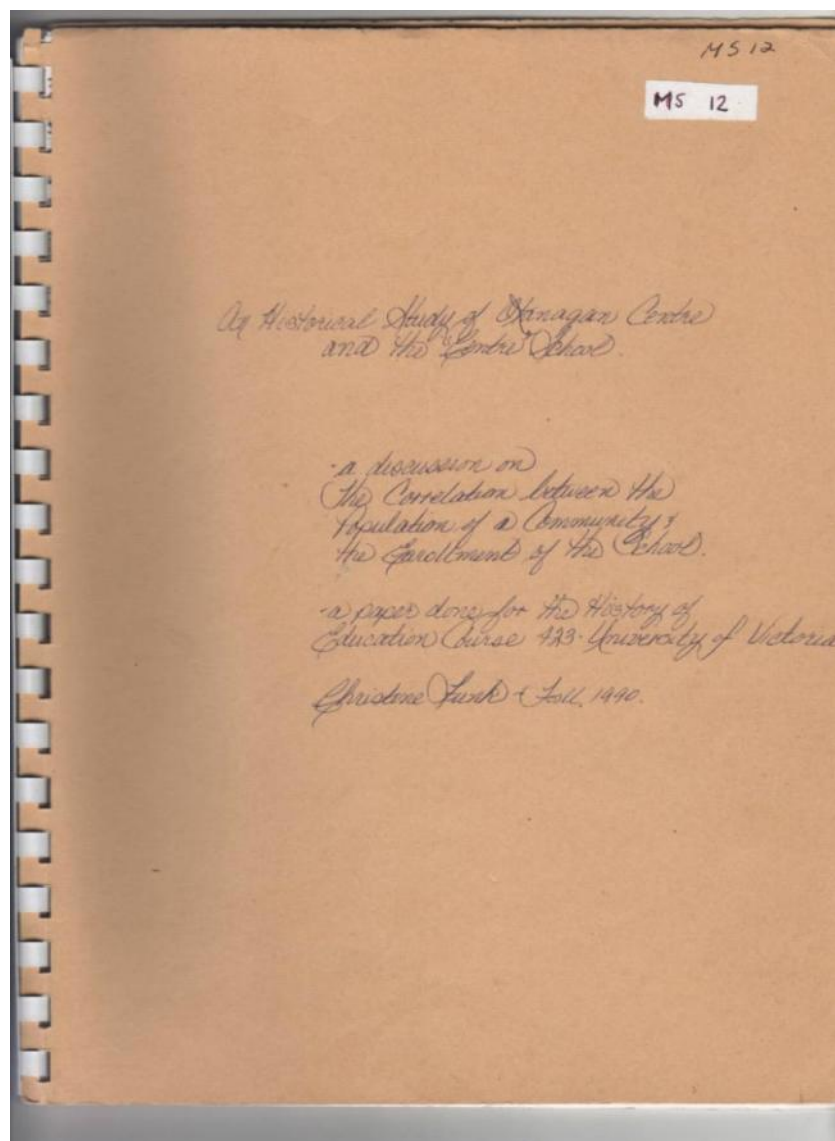 MS 12
MS 12
An Historical Study of Okanagan Centre
and the "Centre" School.
-a discussion on
The Correlation between the
Population of a Community &
the Enrollment of the School.
-a paper done for the History of
Education Course 423-University of Victoria
Christine Funk - Fall, 1990.